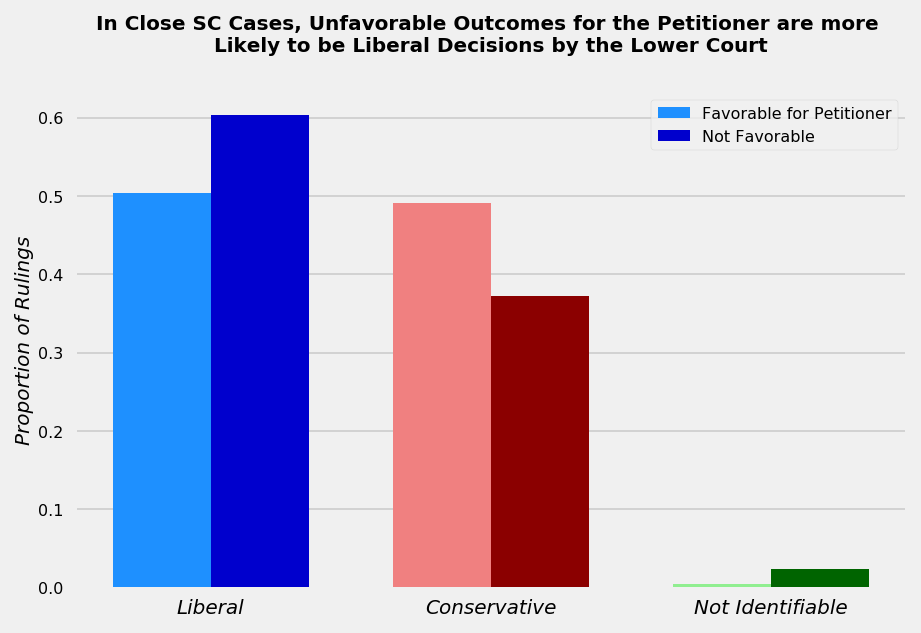 In Close SC Cases, Unfavorable Outcomes for the Petitioner are more
Likely to be Liberal Decisions by the Lower Court
Favorable for Petitioner
Not Favorable
Proportion of Rulings
0.6
0.5
0.4
0.3
0.2
0.1
0.0
Liberal
Conservative
Not Identifiable